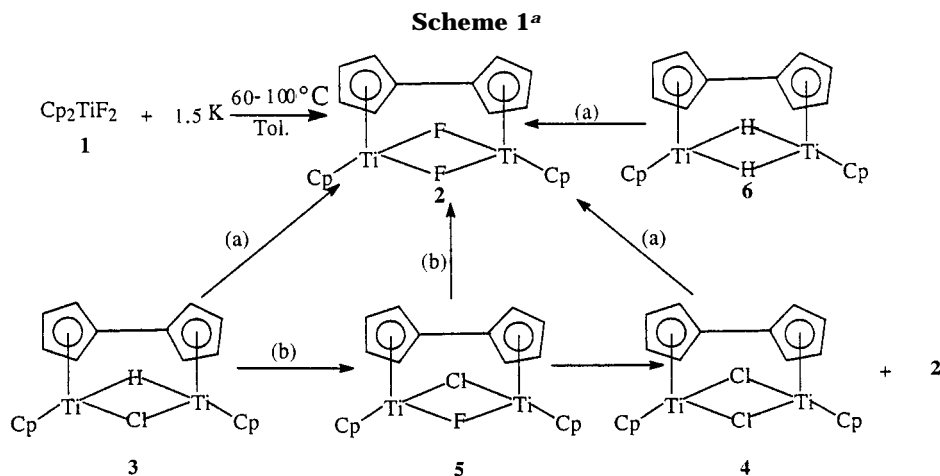 Scheme 1ᵃ
Cp₂TiF₂ + 1.5 K 60-100°C
Tol.
1
F
Ti Ti
F
Cp Cp
2
(a)
H
Ti Ti
H
Cp Cp
6
(a) (b) (a)
H
Ti Ti
Cl
Cp Cp
3
(b)
Cl
Ti Ti
F
Cp Cp
5
Cl
Ti Ti
Cl
Cp Cp
4
+ 2